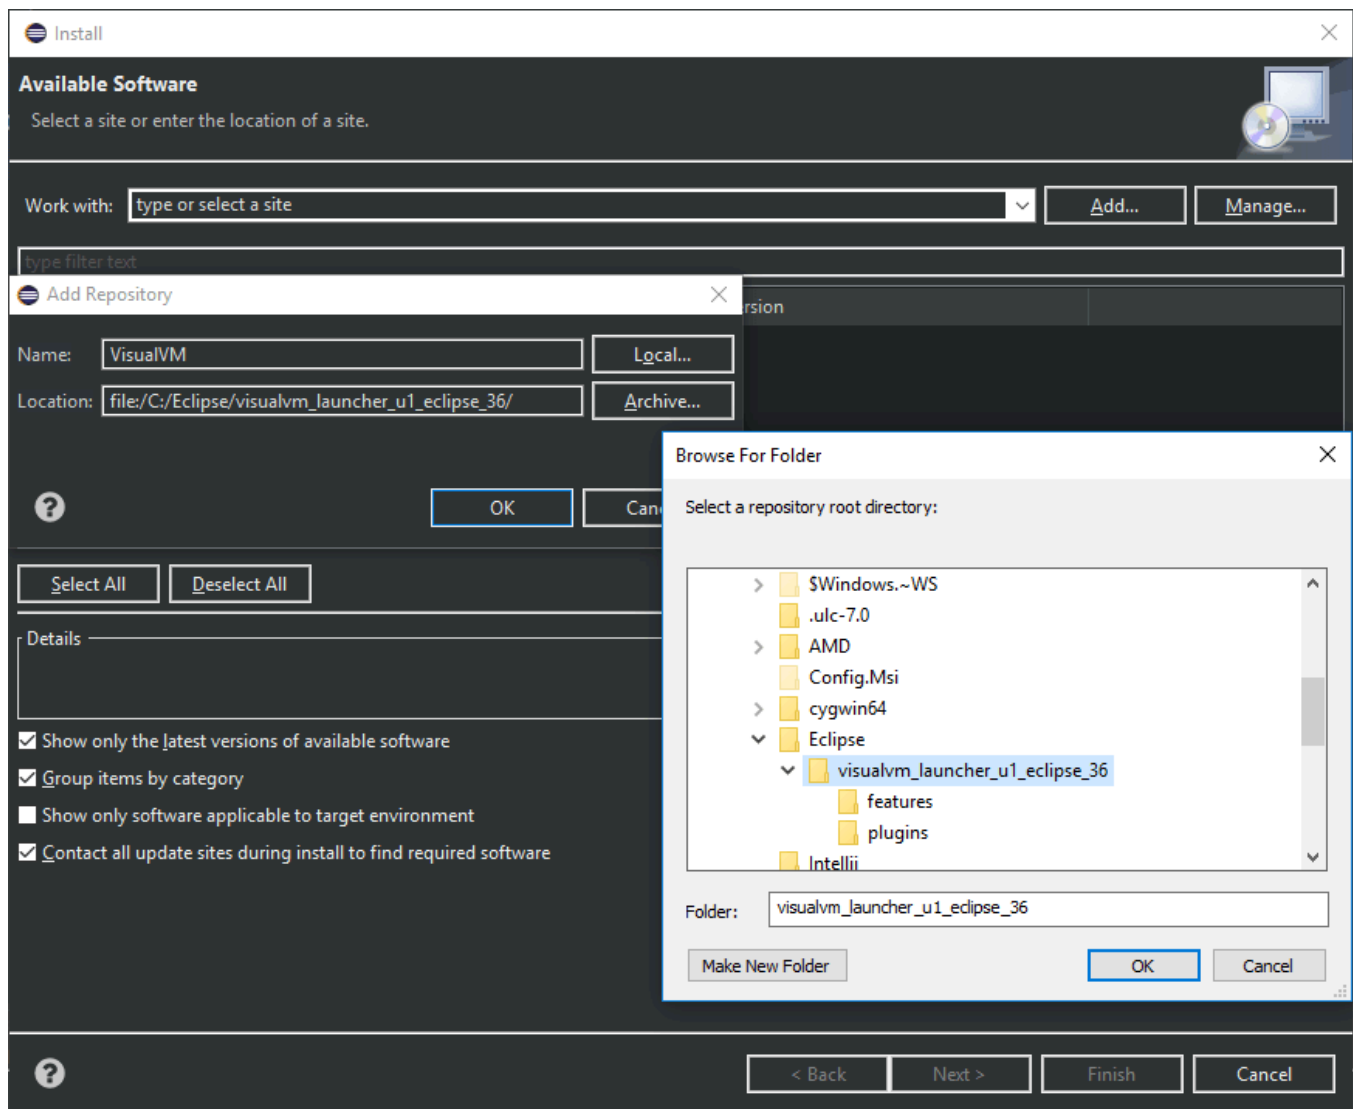 Install
Available Software
Select a site or enter the location of a site.
Work with: type or select a site Add... Manage...
type filter text
Add Repository
rsion
Name: VisualVM Local...
Location: file:/C:/Eclipse/visualvm_launcher_u1_eclipse_36/ Archive...
OK Can
Browse For Folder
Select a repository root directory:
$Windows.~WS
.ulc-7.0
AMD
Config.Msi
cygwin64
Eclipse
visualvm_launcher_u1_eclipse_36
features
plugins
Intellij
Folder: visualvm_launcher_u1_eclipse_36
Make New Folder OK Cancel
Select All Deselect All
Details
Show only the latest versions of available software
Group items by category
Show only software applicable to target environment
Contact all update sites during install to find required software
< Back Next > Finish Cancel